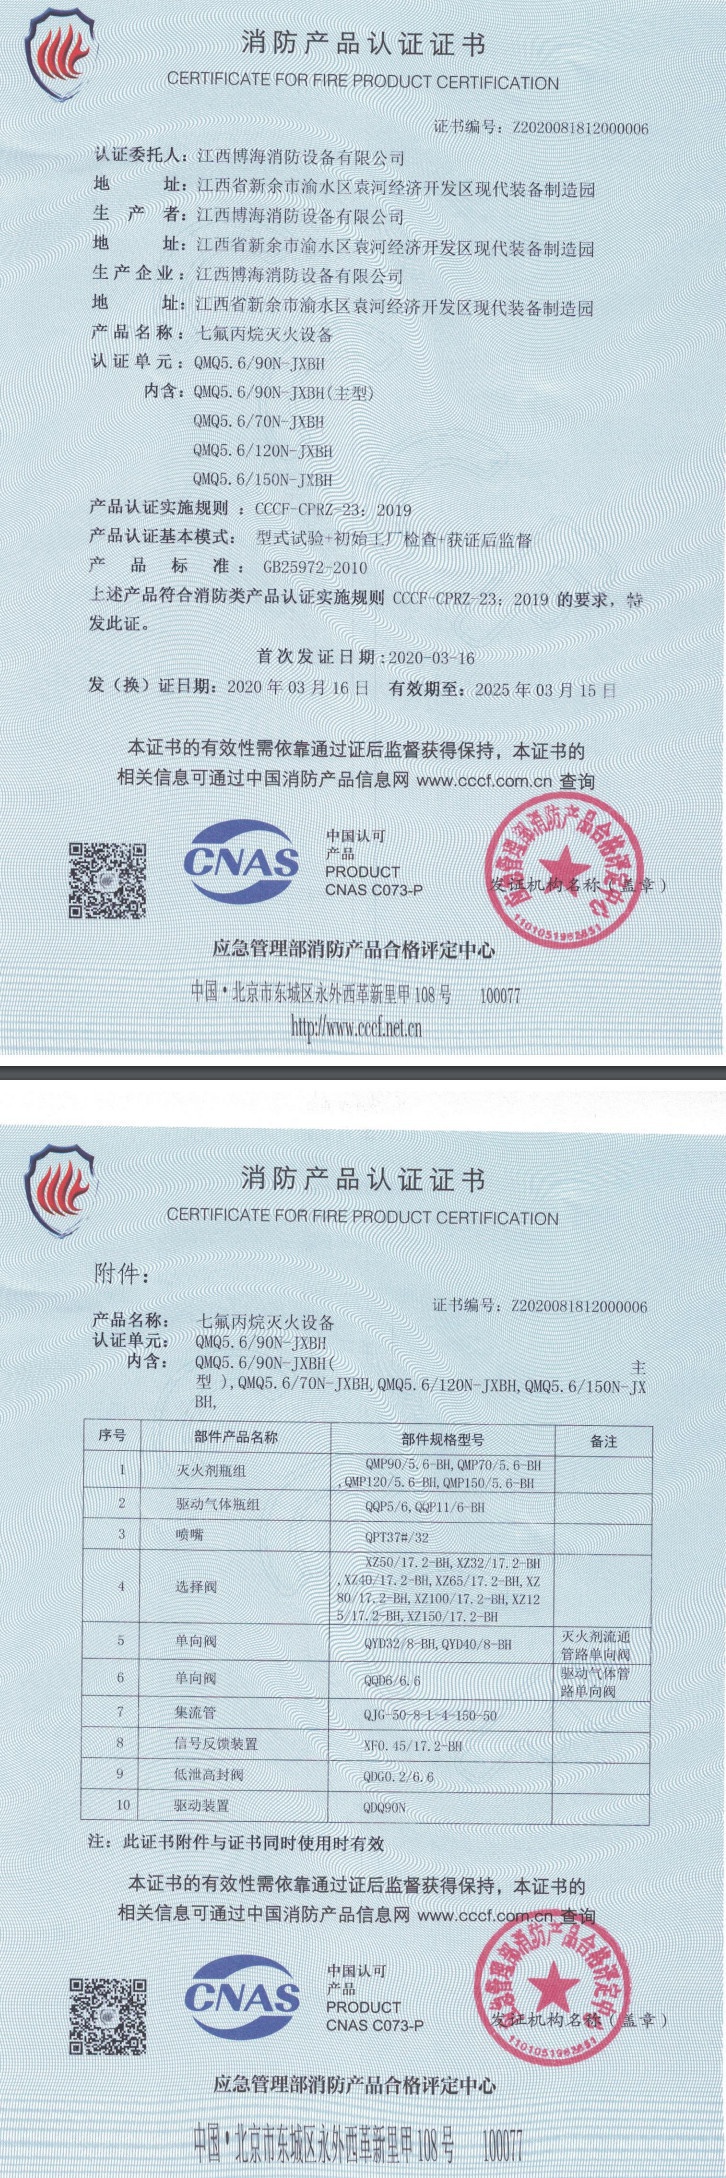 消防产品认证证书
CERTIFICATE FOR FIRE PRODUCT CERTIFICATION
证书编号：Z2020081812000006
认证委托人：江西博海消防设备有限公司
地 址：江西省新余市渝水区袁河经济开发区现代装备制造园
生 产 者：江西博海消防设备有限公司
地 址：江西省新余市渝水区袁河经济开发区现代装备制造园
生产企业：江西博海消防设备有限公司
地 址：江西省新余市渝水区袁河经济开发区现代装备制造园
产品名称：七氟丙烷灭火设备
认证单元：QMQ5.6/90N-JXBH
内含：QMQ5.6/90N-JXBH(主型)
QMQ5.6/70N-JXBH
QMQ5.6/120N-JXBH
QMQ5.6/150N-JXBH
产品认证实施规则：CCCF-CPRZ-23：2019
产品认证基本模式：型式试验+初始工厂检查+获证后监督
产 品 标 准：GB25972-2010
上述产品符合消防类产品认证实施规则 CCCF-CPRZ-23：2019 的要求，特
发此证。
首次发证日期：2020-03-16
发（换）证日期：2020 年 03 月 16 日 有效期至：2025 年 03 月 15 日
本证书的有效性需依靠通过证后监督获得保持，本证书的
相关信息可通过中国消防产品信息网 www.cccf.com.cn 查询
CNAS
中国认可
产品
PRODUCT
CNAS C073-P
应急管理部消防产品合格评定中心
发证机构名称（盖章）
应急管理部消防产品合格评定中心
中国·北京市东城区永外西革新里甲108号 100077
http://www.cccf.net.cn
消防产品认证证书
CERTIFICATE FOR FIRE PRODUCT CERTIFICATION
附件：
证书编号：Z2020081812000006
产品名称： 七氟丙烷灭火设备
认证单元： QMQ5.6/90N-JXBH
内含： QMQ5.6/90N-JXBH( 主
型 ),QMQ5.6/70N-JXBH,QMQ5.6/120N-JXBH,QMQ5.6/150N-JX
BH,
序号 部件产品名称 部件规格型号 备注
1 灭火剂瓶组 QMP90/5.6-BH,QMP70/5.6-BH
,QMP120/5.6-BH,QMP150/5.6-BH
2 驱动气体瓶组 QQP5/6,QQP11/6-BH
3 喷嘴 QPT37#/32
4 选择阀 XZ50/17.2-BH,XZ32/17.2-BH
,XZ40/17.2-BH,XZ65/17.2-BH,XZ
80/17.2-BH,XZ100/17.2-BH,XZ12
5/17.2-BH,XZ150/17.2-BH
5 单向阀 QYD32/8-BH,QYD40/8-BH 灭火剂流通
管路单向阀
6 单向阀 QQD6/6.6 驱动气体管
路单向阀
7 集流管 QJG-50-8-L-4-150-50
8 信号反馈装置 XF0.45/17.2-BH
9 低泄高封阀 QDG0.2/6.6
10 驱动装置 QDQ90N
注：此证书附件与证书同时使用时有效
本证书的有效性需依靠通过证后监督获得保持，本证书的
相关信息可通过中国消防产品信息网 www.cccf.com.cn 查询
CNAS
中国认可
产品
PRODUCT
CNAS C073-P
应急管理部消防产品合格评定中心
发证机构名称（盖章）
应急管理部消防产品合格评定中心
中国·北京市东城区永外西革新里甲108号 100077